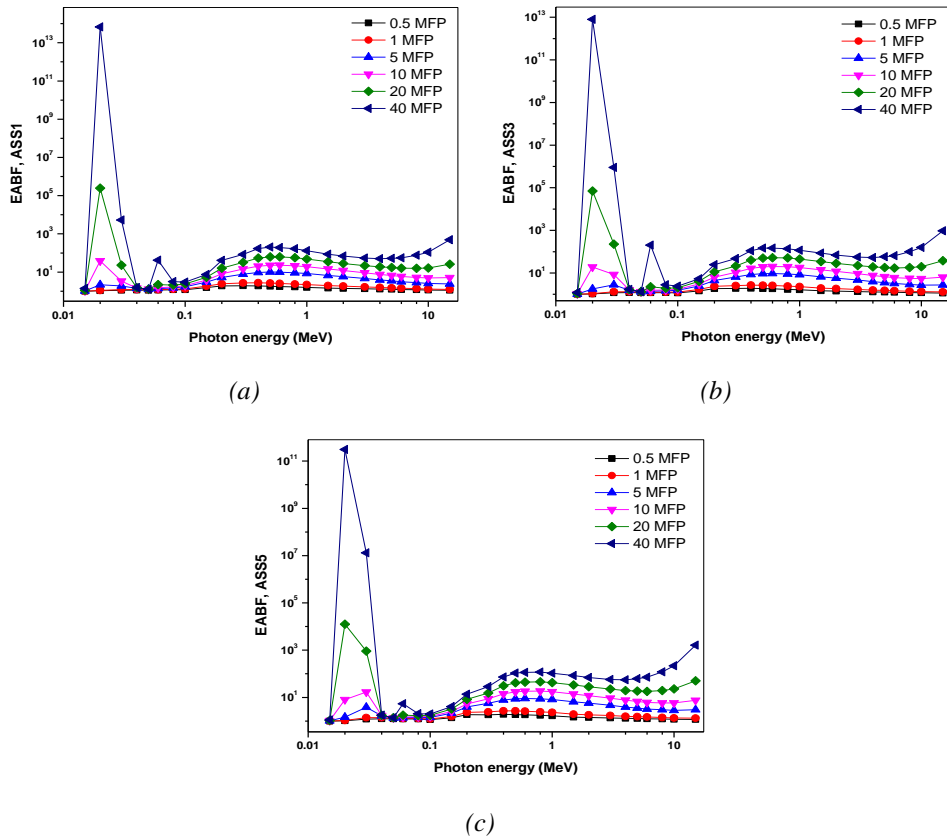 0.5 MFP
1 MFP
5 MFP
10 MFP
20 MFP
40 MFP
10^13
10^11
10^9
10^7
10^5
10^3
10^1
EABF, ASS1
0.01
0.1
1
10
Photon energy (MeV)
(a)
0.5 MFP
1 MFP
5 MFP
10 MFP
20 MFP
40 MFP
10^13
10^11
10^9
10^7
10^5
10^3
10^1
EABF, ASS3
0.01
0.1
1
10
Photon energy (MeV)
(b)
0.5 MFP
1 MFP
5 MFP
10 MFP
20 MFP
40 MFP
10^11
10^9
10^7
10^5
10^3
10^1
EABF, ASS5
0.01
0.1
1
10
Photon energy (MeV)
(c)